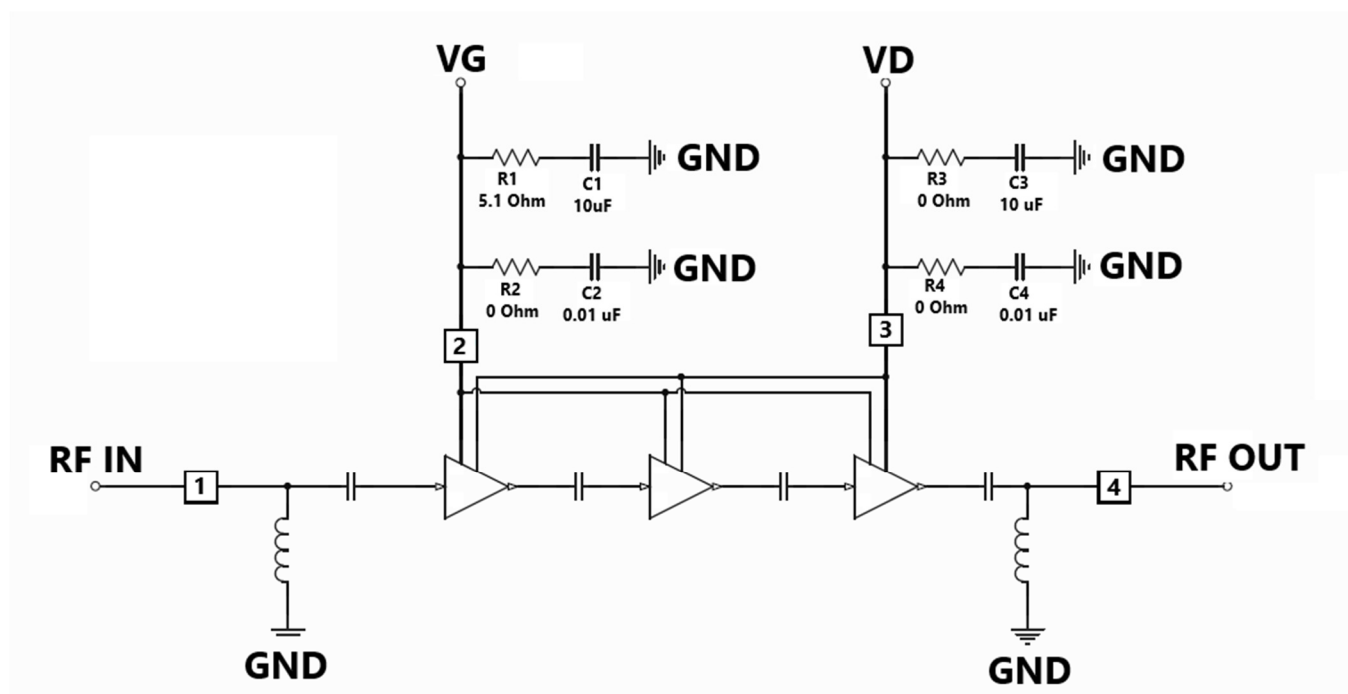 VG
VD
GND
GND
R1
C1
R3
C3
5.1 Ohm
10uF
0 Ohm
10 uF
GND
GND
R2
C2
R4
C4
0 Ohm
0.01 uF
0 Ohm
0.01 uF
2
3
RF IN
RF OUT
1
4
GND
GND